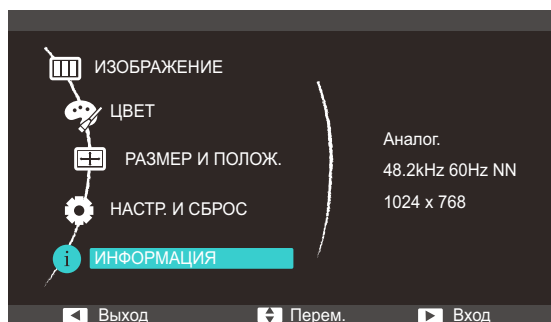 ИЗОБРАЖЕНИЕ
ЦВЕТ
РАЗМЕР И ПОЛОЖ.
НАСТР. И СБРОС
i ИНФОРМАЦИЯ
Аналог.
48.2kHz 60Hz NN
1024 x 768
Выход Перем. Вход